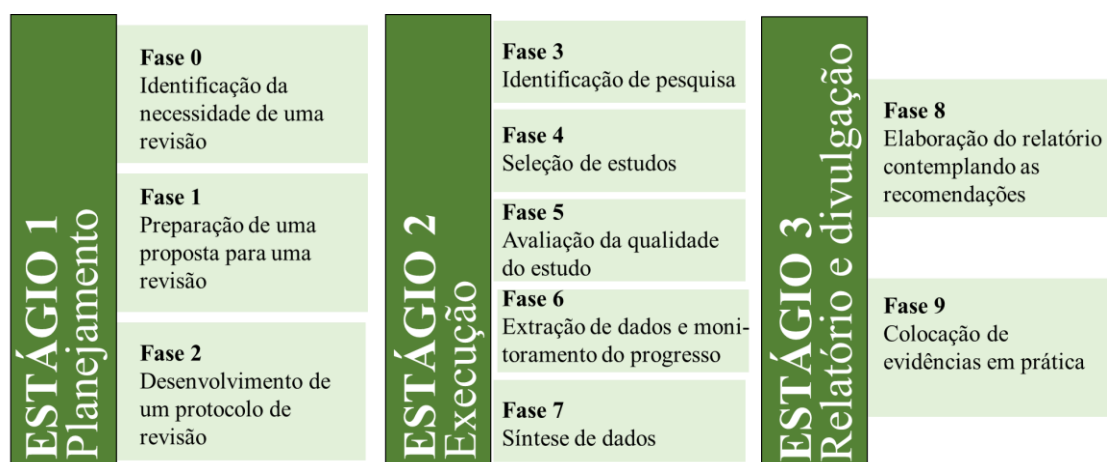 ESTÁGIO 1
Planejamento
Fase 0
Identificação da
necessidade de uma
revisão
Fase 1
Preparação de uma
proposta para uma
revisão
Fase 2
Desenvolvimento de
um protocolo de
revisão
ESTÁGIO 2
Execução
Fase 3
Identificação de pesquisa
Fase 4
Seleção de estudos
Fase 5
Avaliação da qualidade
do estudo
Fase 6
Extração de dados e moni-
toramento do progresso
Fase 7
Síntese de dados
ESTÁGIO 3
Relatório e divulgação
Fase 8
Elaboração do relatório
contemplando as
recomendações
Fase 9
Colocação de
evidências em prática